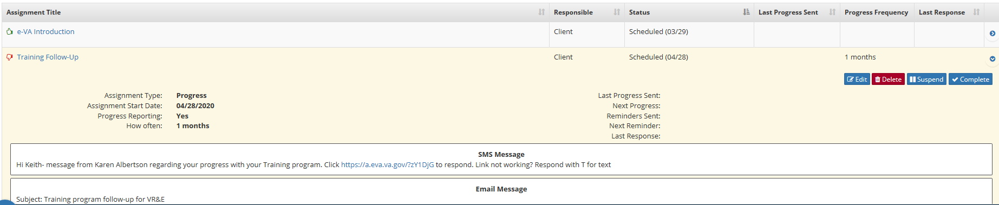 Assignment Title Responsible Status Last Progress Sent Progress Frequency Last Response
e-VA Introduction Client Scheduled (03/29)
Training Follow-Up Client Scheduled (04/28) 1 months
Edit Delete Suspend Complete
Assignment Type: Progress Last Progress Sent:
Assignment Start Date: 04/28/2020 Next Progress:
Progress Reporting: Yes Reminders Sent:
How often: 1 months Next Reminder:
Last Response:
SMS Message
Hi Keith- message from Karen Albertson regarding your progress with your Training program. Click https://a.eva.va.gov/?zY1DjG to respond. Link not working? Respond with T for text
Email Message
Subject: Training program follow-up for VR&E